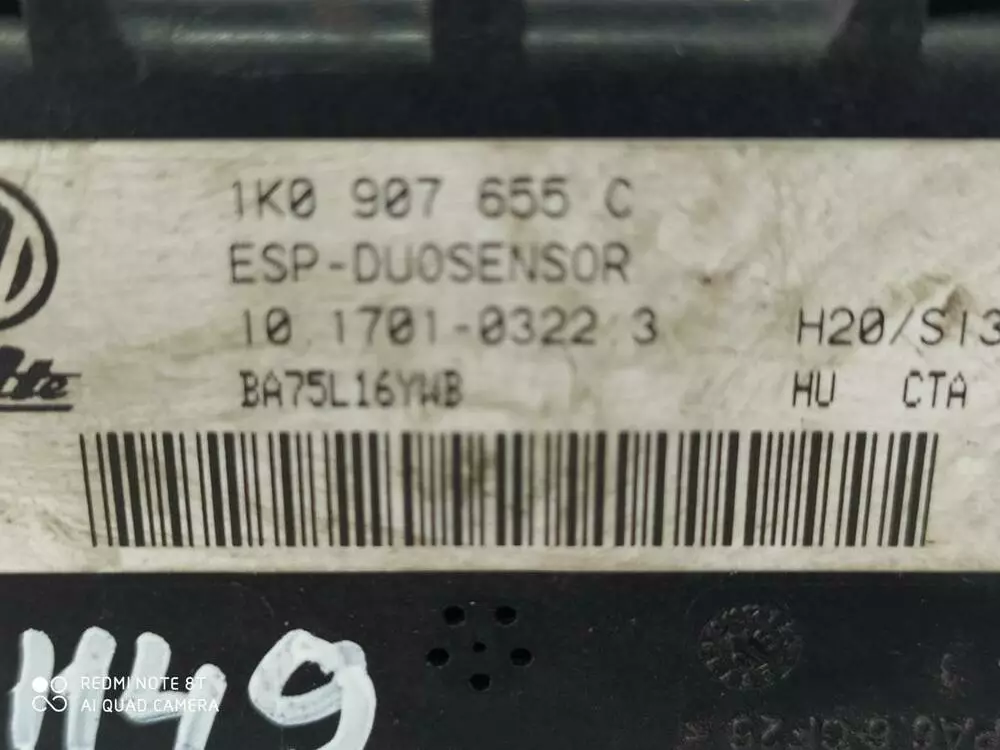 1K0 907 655 C
ESP-DUOSENSOR
10.1701-0322.3 H20/S13
BA75L16YWB HU CTA
1149
REDMI NOTE 8T
AI QUAD CAMERA